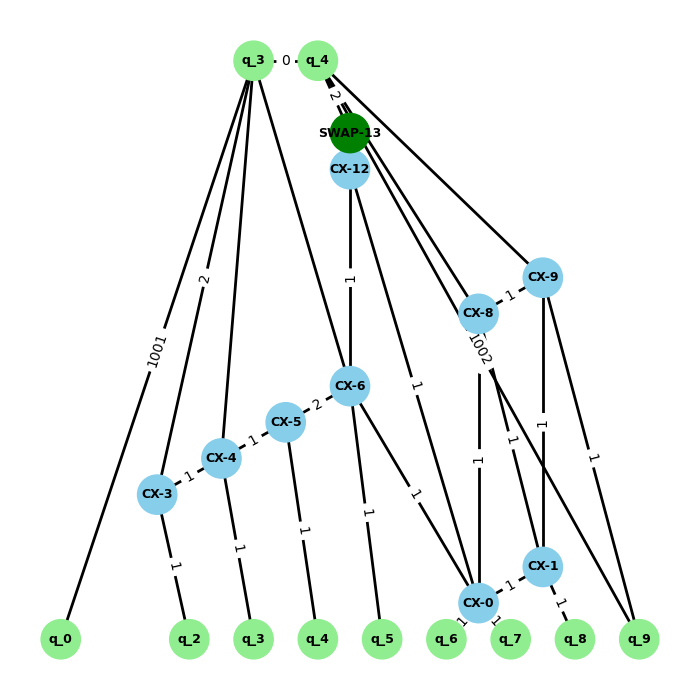 q_3 0 q_4
2
SWAP-13
CX-12
2 1 CX-9
1 CX-8
1001 1002
CX-6 1
2
CX-5
1 1 1
CX-4 1
1
CX-3 1
1 1 1
1 CX-1
1
CX-0 1
1 1
q_0 q_2 q_3 q_4 q_5 q_6 q_7 q_8 q_9